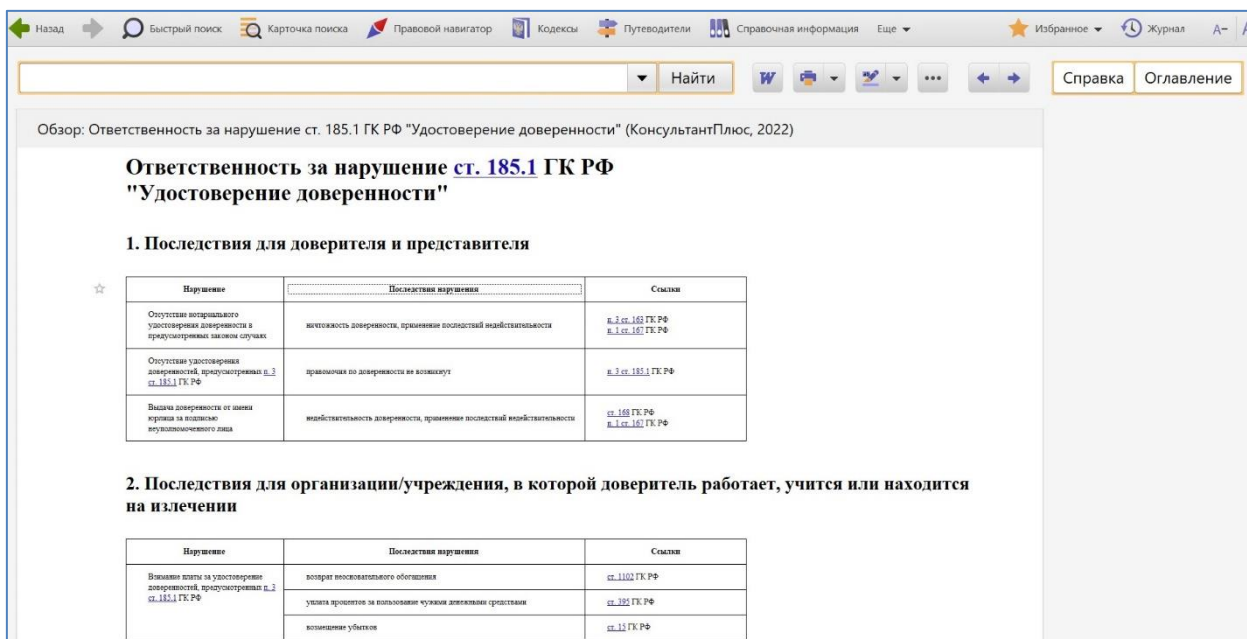 Назад Быстрый поиск Карточка поиска Правовой навигатор Кодексы Путеводители Справочная информация Еще Избранное Журнал А-
Найти W Справка Оглавление
Обзор: Ответственность за нарушение ст. 185.1 ГК РФ "Удостоверение доверенности" (КонсультантПлюс, 2022)
Ответственность за нарушение ст. 185.1 ГК РФ
"Удостоверение доверенности"
1. Последствия для доверителя и представителя
Нарушение Последствия нарушения Ссылки
Отсутствие нотариального
удостоверения доверенности в
предусмотренных законом случаях
ничтожность доверенности, применение последствий недействительности
п. 3 ст. 163 ГК РФ
п. 1 ст. 167 ГК РФ
Отсутствие удостоверения
доверенностей, предусмотренных п. 3
ст. 185.1 ГК РФ
правомочия по доверенности не возникнут
п. 3 ст. 185.1 ГК РФ
Выдача доверенности от имени
юрлица за подписью
неуполномоченного лица
недействительность доверенности, применение последствий недействительности
ст. 168 ГК РФ
п. 1 ст. 167 ГК РФ
2. Последствия для организации/учреждения, в которой доверитель работает, учится или находится
на излечении
Нарушение Последствия нарушения Ссылки
Взимание платы за удостоверение
доверенностей, предусмотренных п. 3
ст. 185.1 ГК РФ
возврат неосновательного обогащения ст. 1102 ГК РФ
уплата процентов за пользование чужими денежными средствами ст. 395 ГК РФ
возмещение убытков ст. 15 ГК РФ